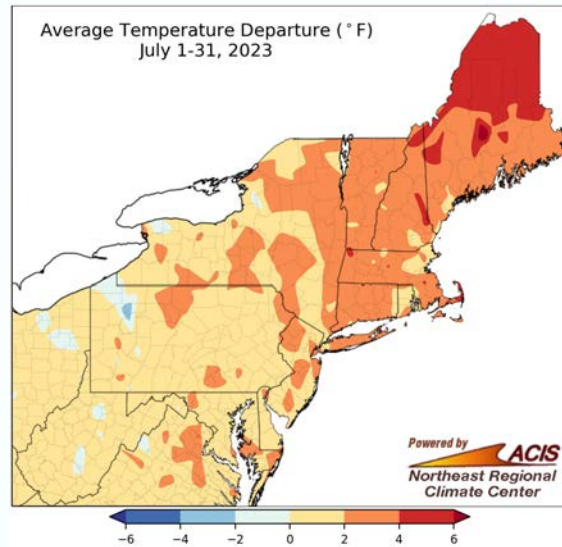 Average Temperature Departure (°F)
July 1-31, 2023
Powered by ACIS
Northeast Regional
Climate Center
−6 −4 −2 0 2 4 6